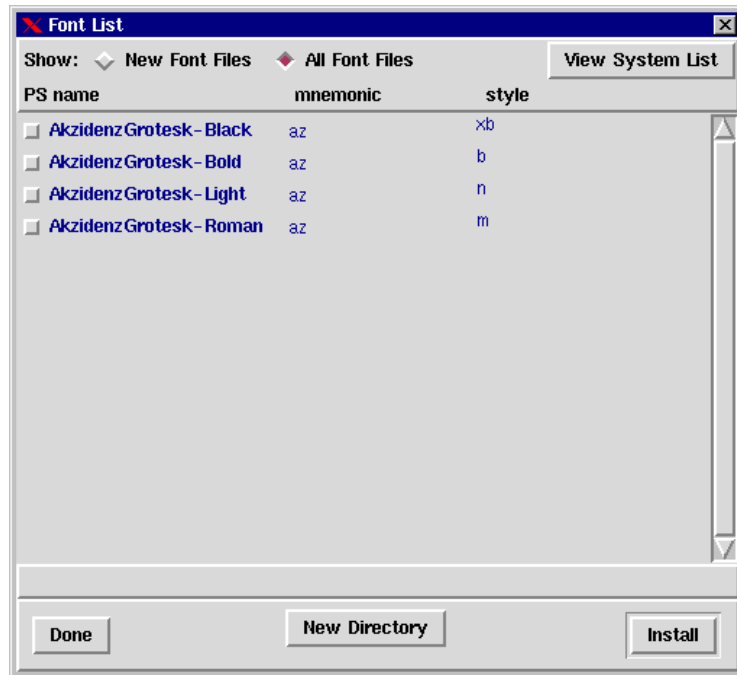 Font List
Show: New Font Files All Font Files View System List
PS name mnemonic style
AkzidenzGrotesk-Black az xb
AkzidenzGrotesk-Bold az b
AkzidenzGrotesk-Light az n
AkzidenzGrotesk-Roman az m
Done New Directory Install